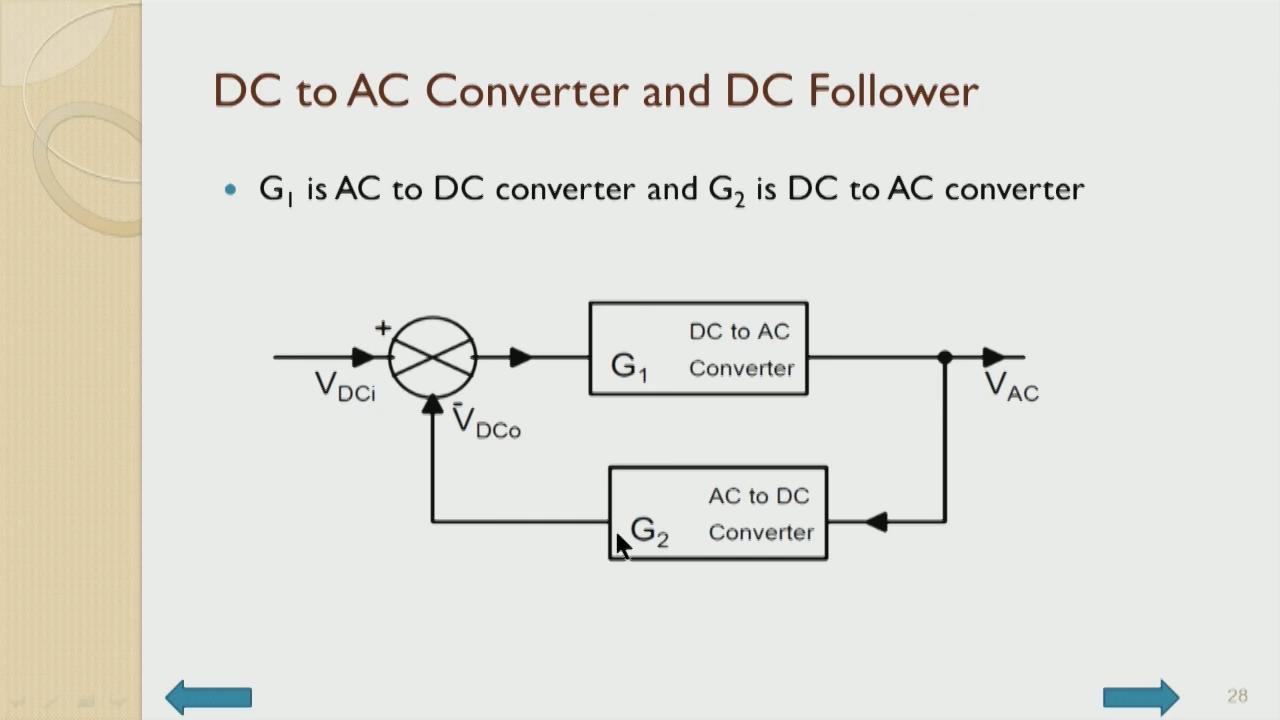 DC to AC Converter and DC Follower
• G₁ is AC to DC converter and G₂ is DC to AC converter
+
V_DCi
G₁ DC to AC
Converter
V_AC
-
V_DCo
G₂ AC to DC
Converter
28